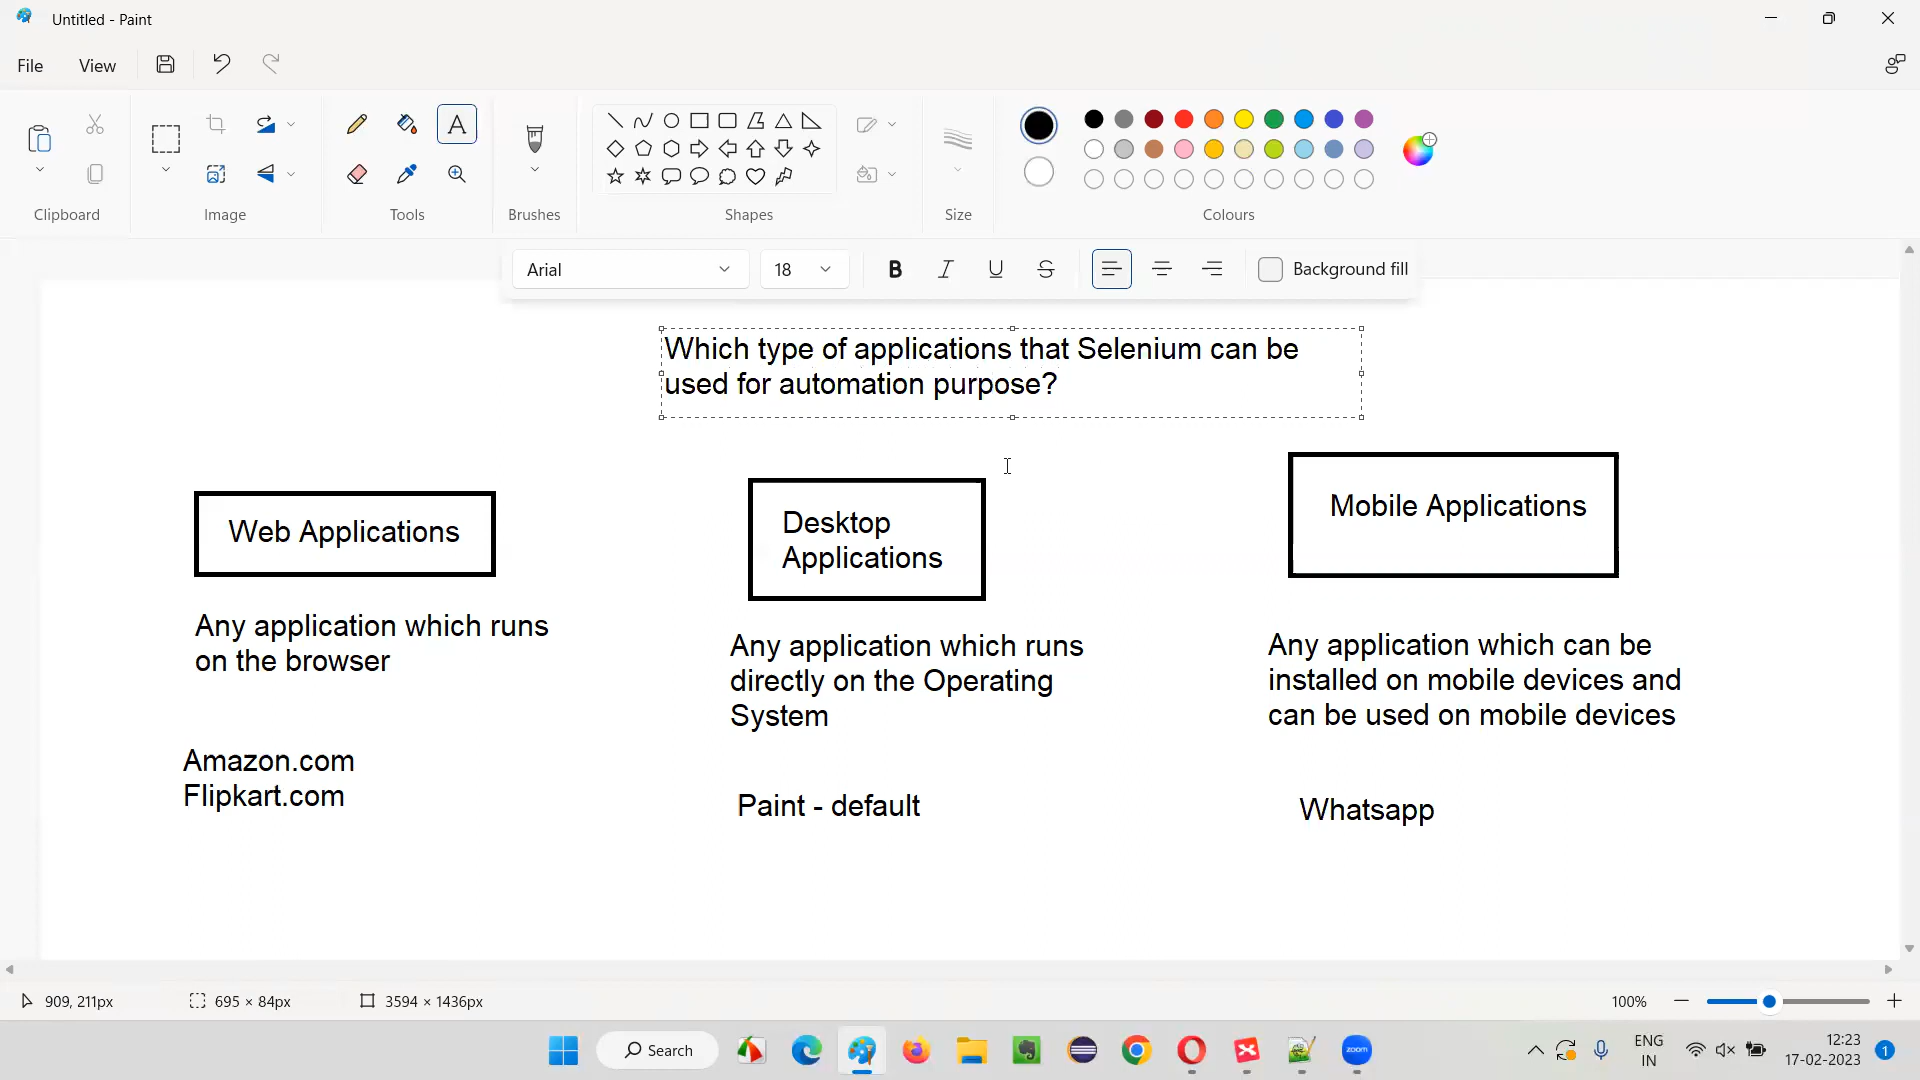 Untitled - Paint
File
View
Clipboard
Image
Tools
Brushes
Shapes
Size
Colours
Arial
18
B
I
U
S
Background fill
Which type of applications that Selenium can be
used for automation purpose?
Web Applications
Any application which runs
on the browser
Amazon.com
Flipkart.com
Desktop
Applications
Any application which runs
directly on the Operating
System
Paint - default
Mobile Applications
Any application which can be
installed on mobile devices and
can be used on mobile devices
Whatsapp
909, 211px
695 × 84px
3594 × 1436px
100%
Search
zoom
ENG
IN
12:23
17-02-2023
1